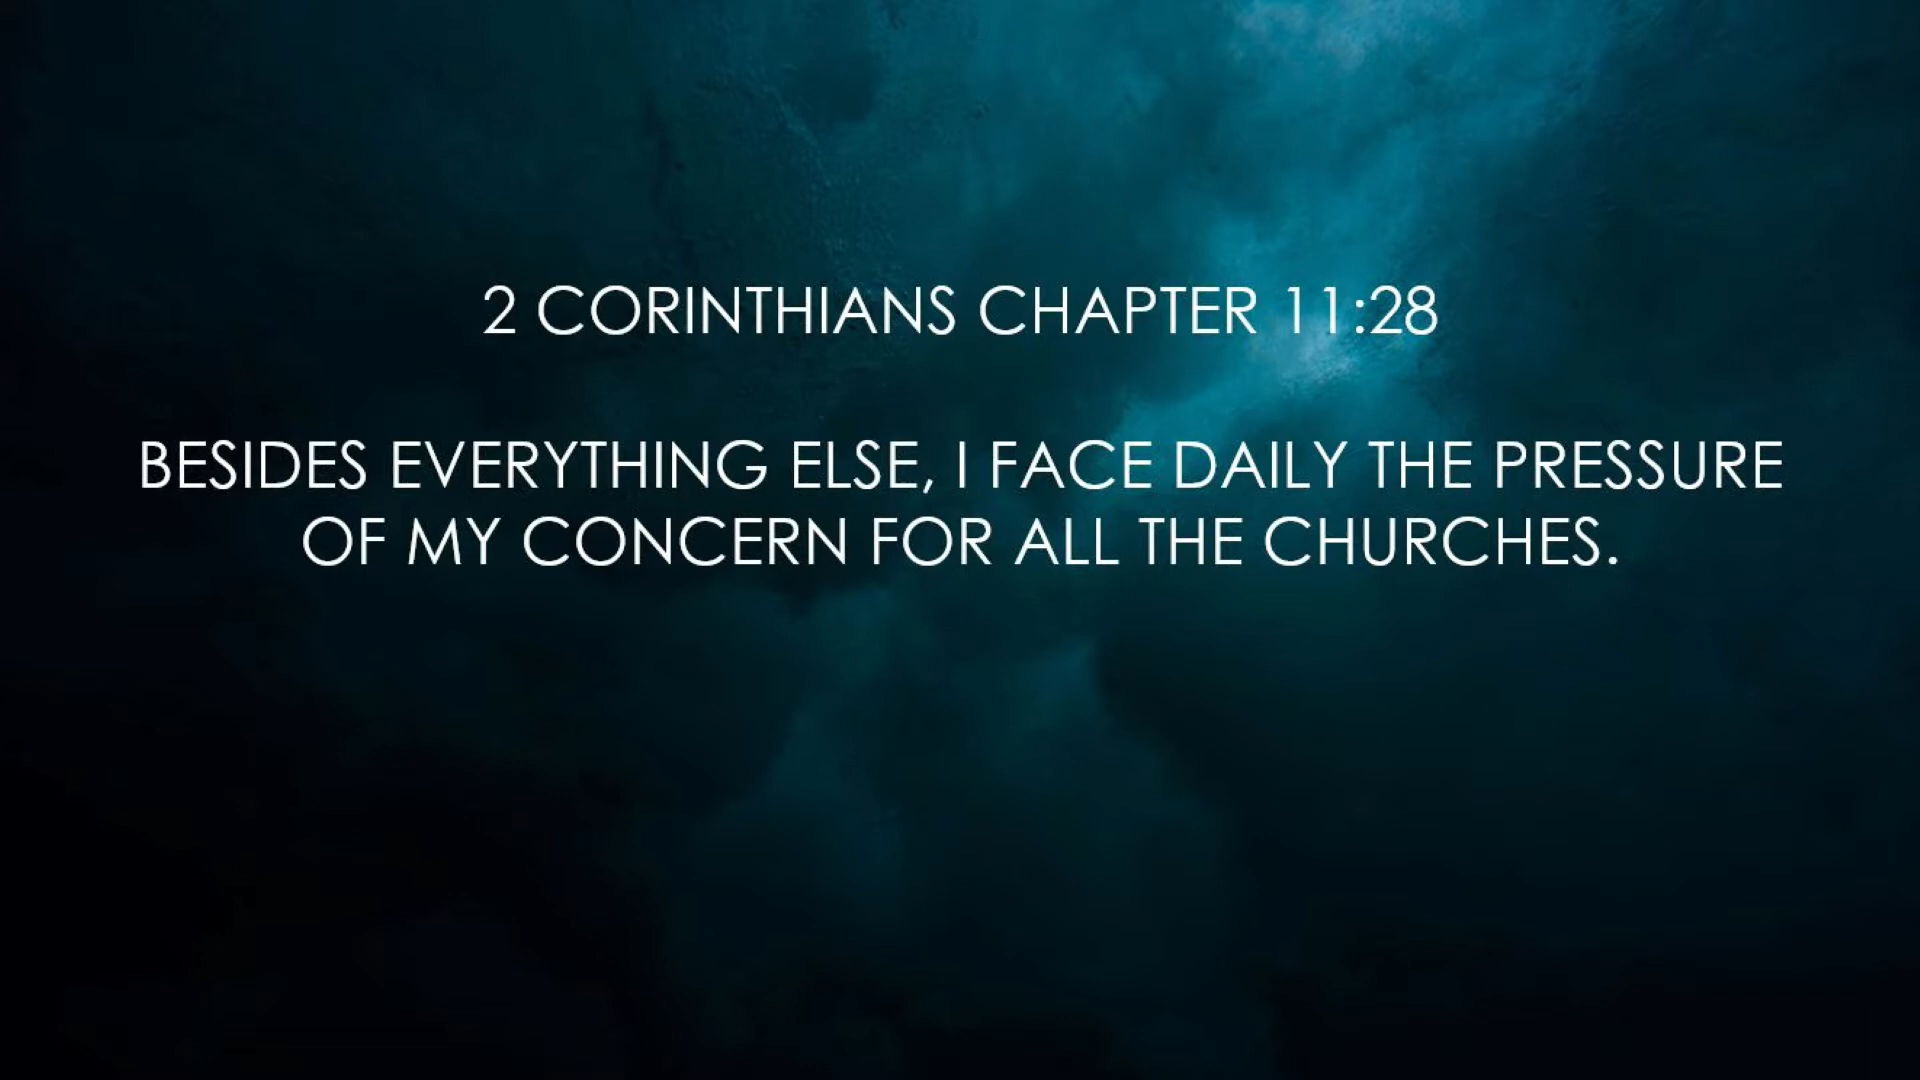 2 CORINTHIANS CHAPTER 11:28
BESIDES EVERYTHING ELSE, I FACE DAILY THE PRESSURE
OF MY CONCERN FOR ALL THE CHURCHES.